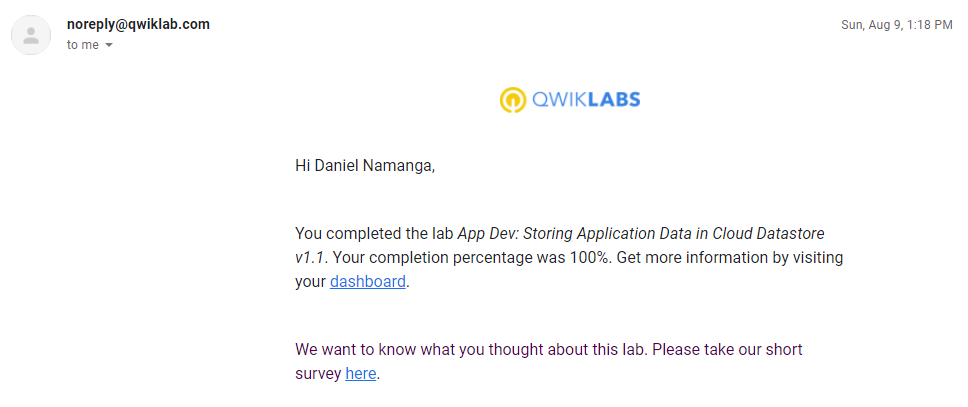 noreply@qwiklab.com
Sun, Aug 9, 1:18 PM
to me
QWIKLABS
Hi Daniel Namanga,
You completed the lab App Dev: Storing Application Data in Cloud Datastore
v1.1. Your completion percentage was 100%. Get more information by visiting
your dashboard.
We want to know what you thought about this lab. Please take our short
survey here.